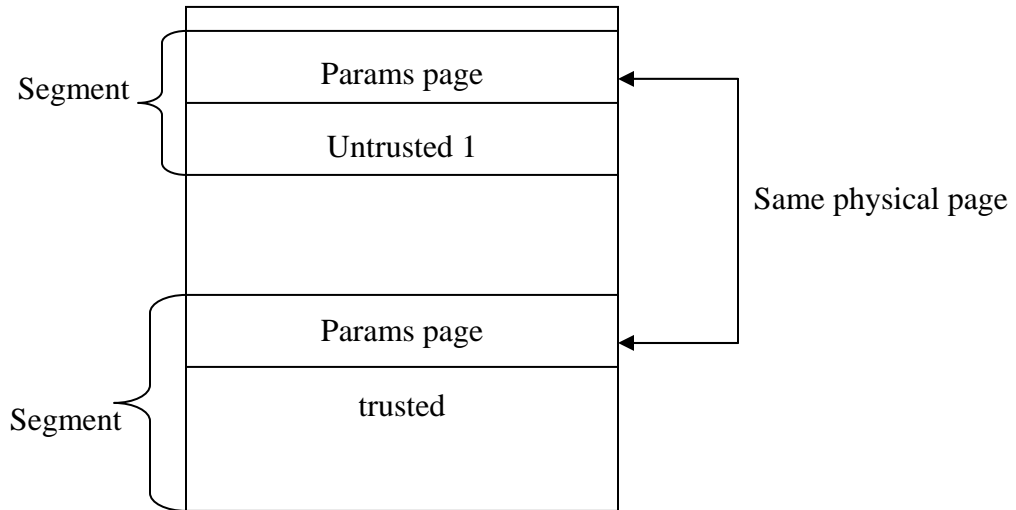 Params page
Segment
Untrusted 1
Same physical page
Params page
trusted
Segment